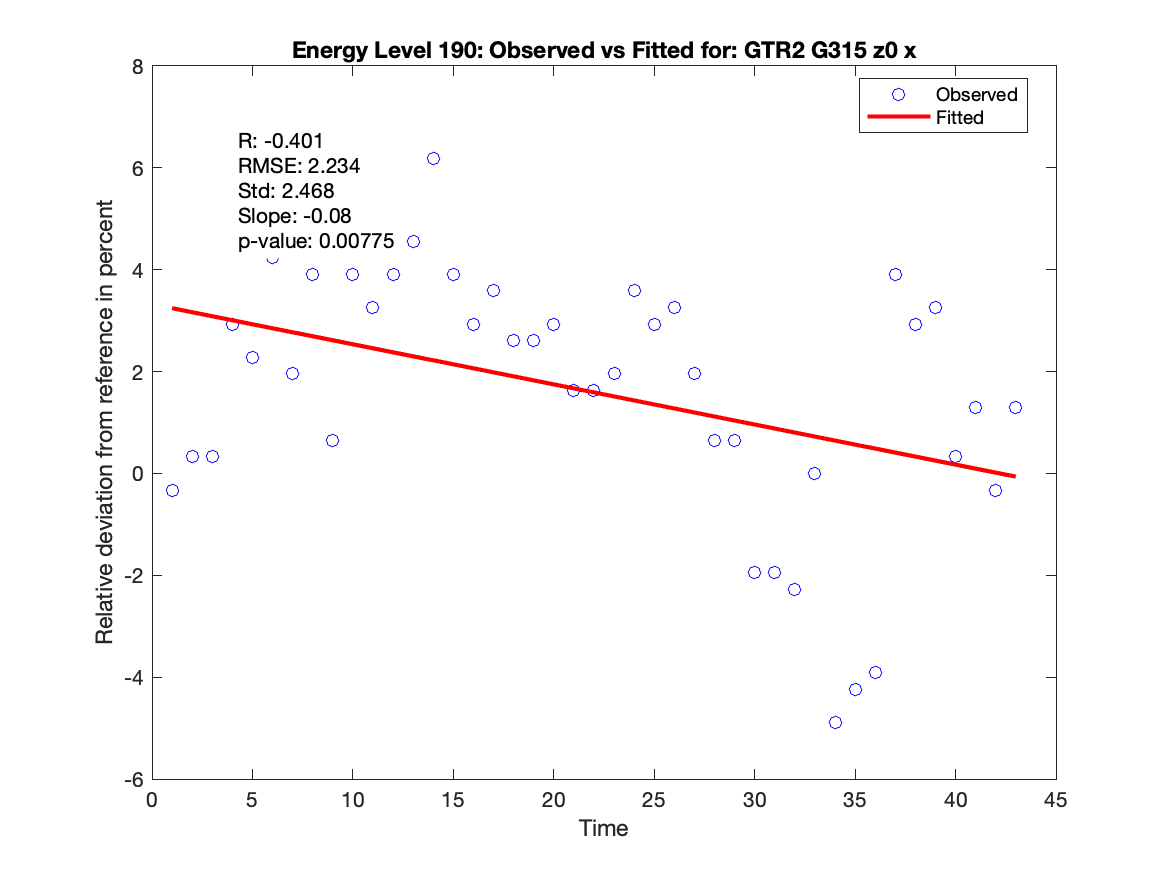 Energy Level 190: Observed vs Fitted for: GTR2 G315 z0 x
Observed
Fitted
R: -0.401
RMSE: 2.234
Std: 2.468
Slope: -0.08
p-value: 0.00775
Relative deviation from reference in percent
8
6
4
2
0
-2
-4
-6
0 5 10 15 20 25 30 35 40 45
Time